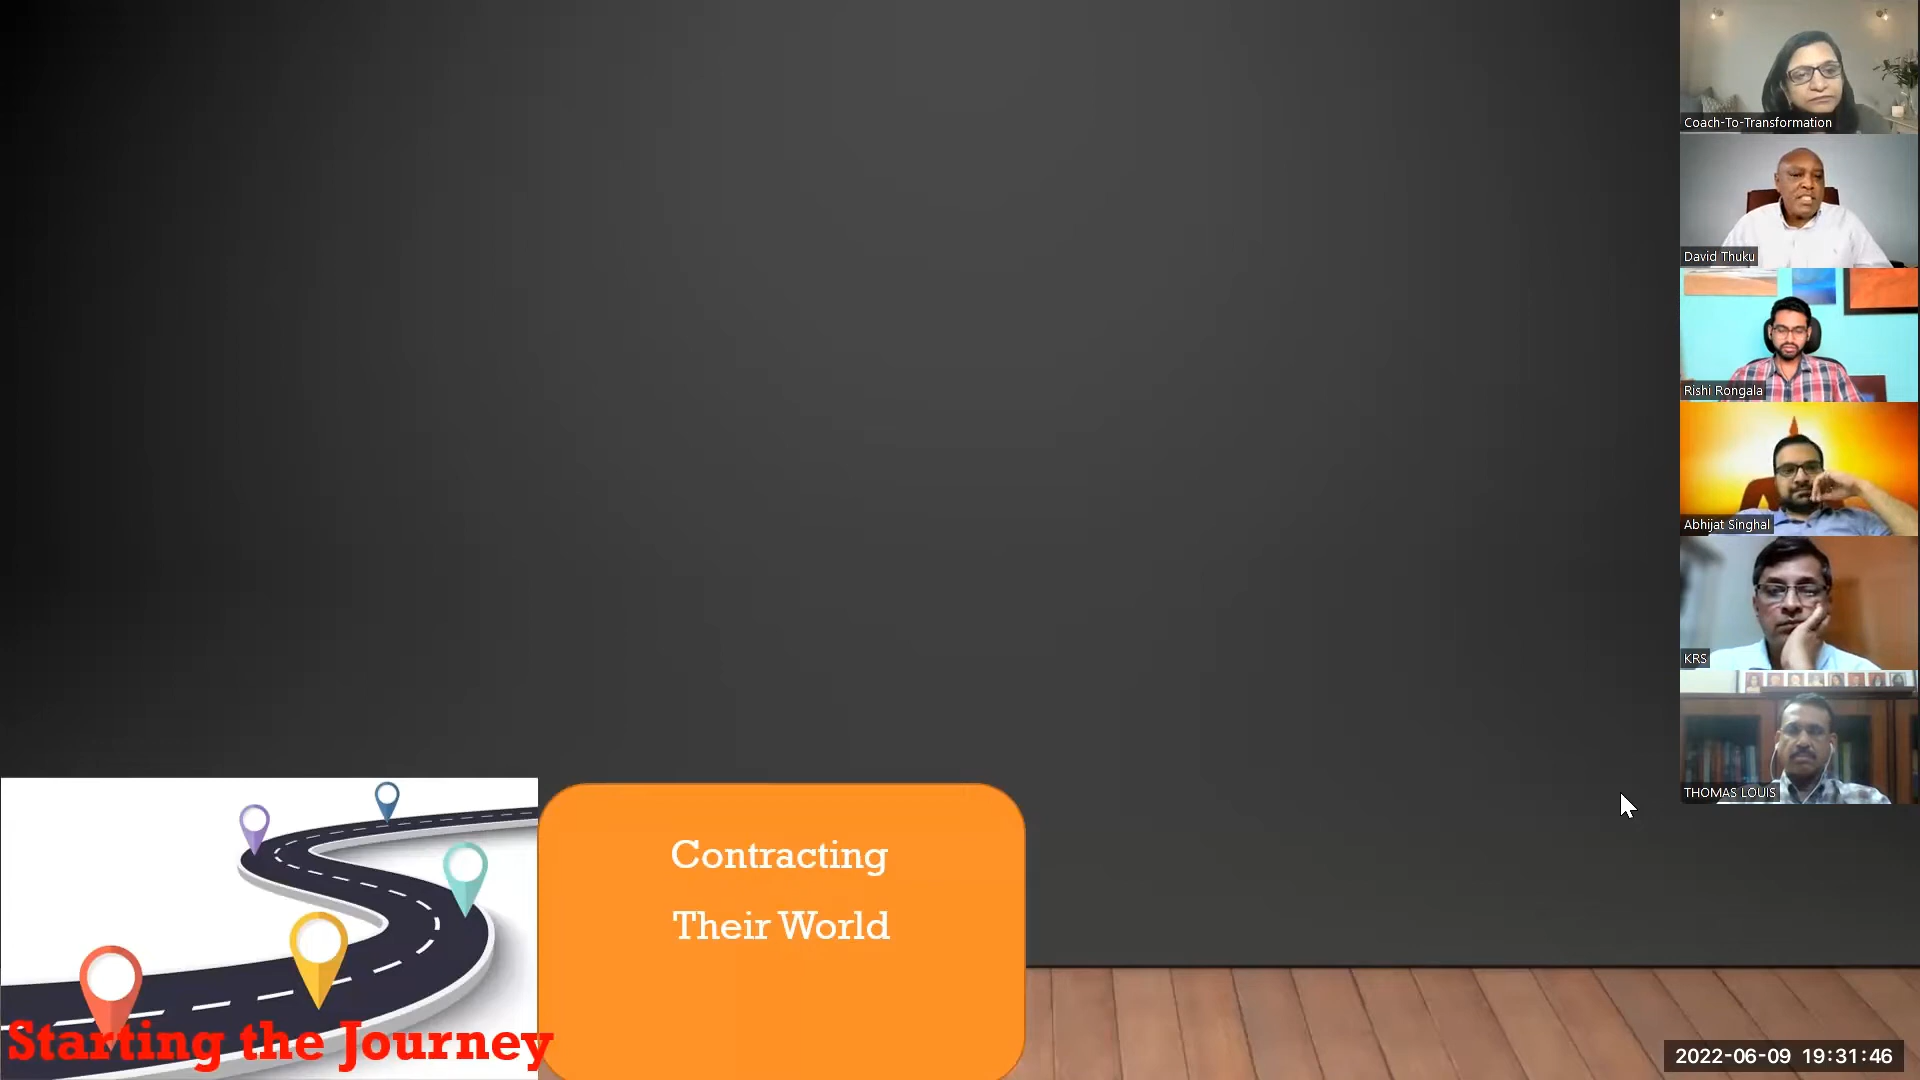 Coach-To-Transformation
David Thuku
Rishi Rongala
Abhijat Singhal
KRS
THOMAS LOUIS
Contracting
Their World
Starting the Journey
2022-06-09 19:31:46